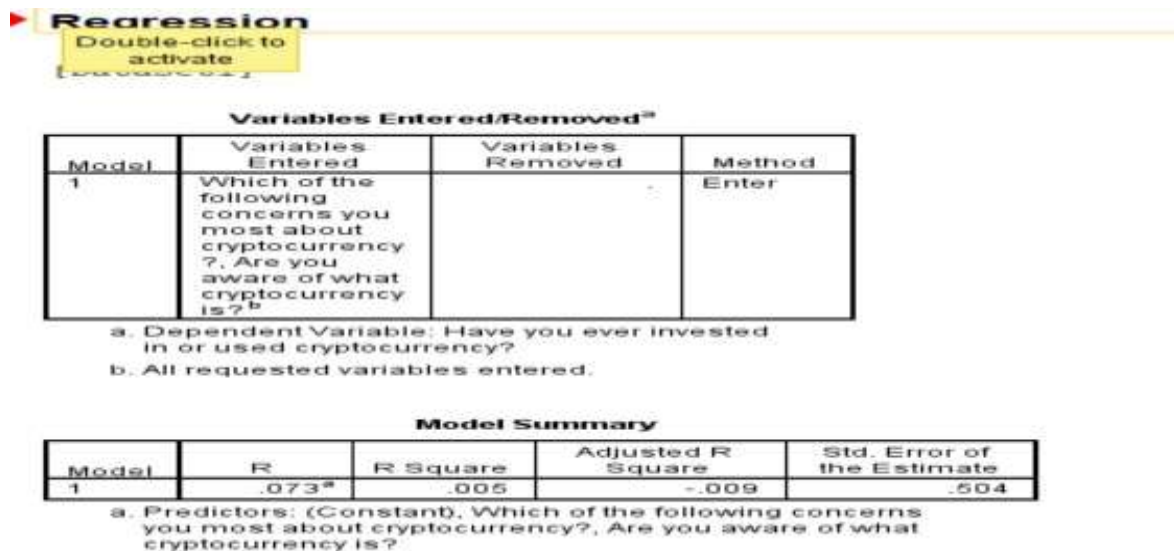 Regression
Double-click to
activate
Variables Entered/Removedᵃ
Model Variables Entered Variables Removed Method
1 Which of the . Enter
following
concerns you
most about
cryptocurrency
?, Are you
aware of what
cryptocurrency
is?ᵇ
a. Dependent Variable: Have you ever invested
in or used cryptocurrency?
b. All requested variables entered.
Model Summary
Model R R Square Adjusted R Square Std. Error of the Estimate
1 .073ᵃ .005 -.009 .504
a. Predictors: (Constant), Which of the following concerns
you most about cryptocurrency?, Are you aware of what
cryptocurrency is?